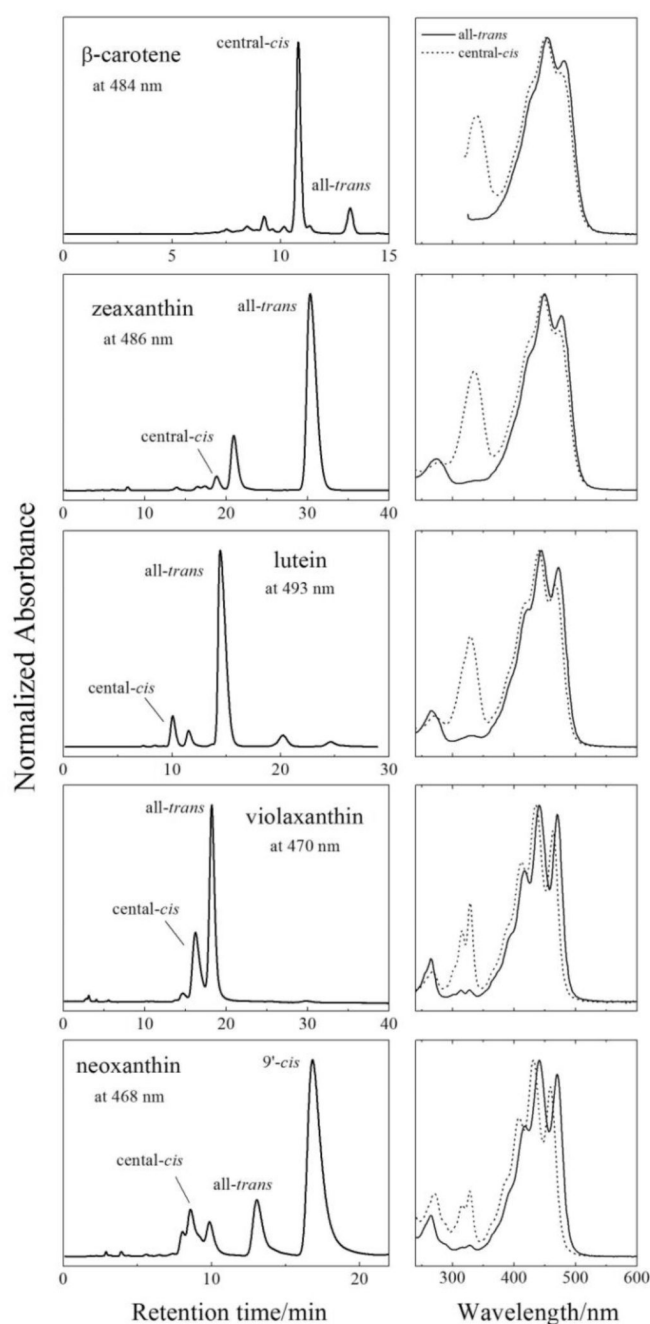 β-carotene
at 484 nm
central-cis
all-trans
0 5 10 15
all-trans
central-cis
zeaxanthin
at 486 nm
all-trans
central-cis
0 10 20 30 40
lutein
at 493 nm
all-trans
cental-cis
0 10 20 30
violaxanthin
at 470 nm
all-trans
cental-cis
0 10 20 30 40
neoxanthin
at 468 nm
9'-cis
cental-cis
all-trans
0 10 20
300 400 500 600
Normalized Absorbance
Retention time/min
Wavelength/nm